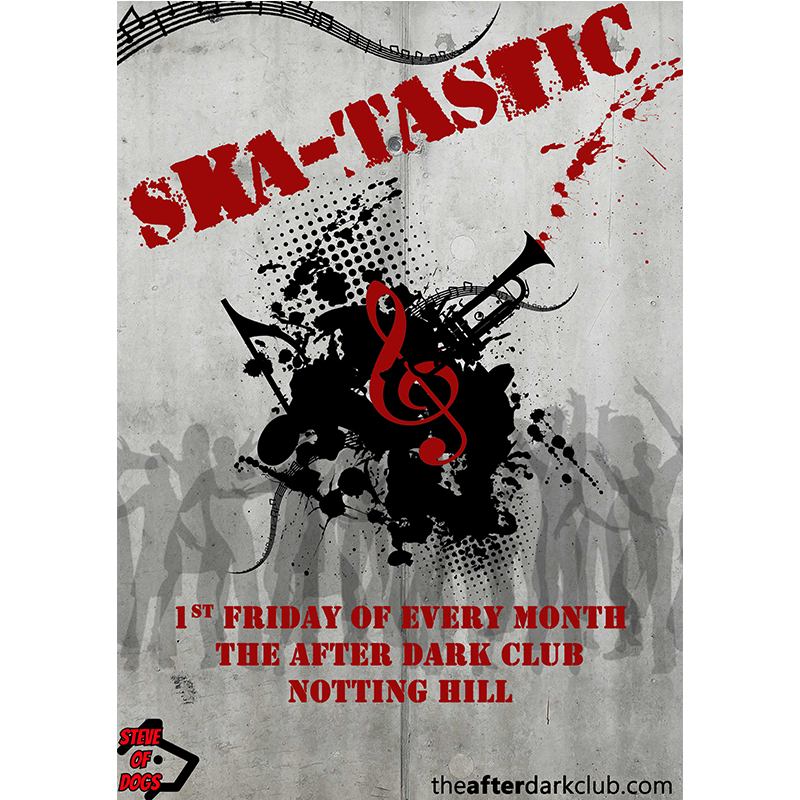 SKA-TASTIC
1ST FRIDAY OF EVERY MONTH
THE AFTER DARK CLUB
NOTTING HILL
STEVE
OF
DOGS
theafterdarkclub.com